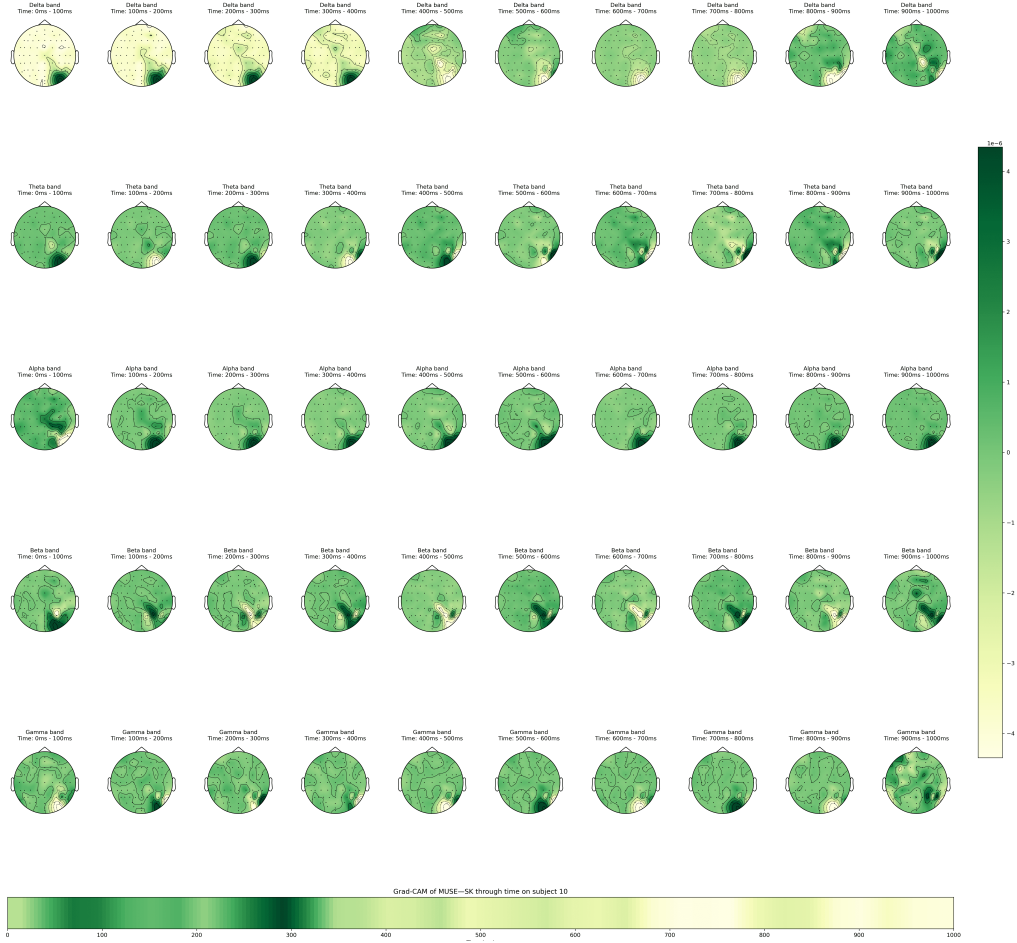 Delta band Delta band Delta band Delta band Delta band Delta band Delta band Delta band Delta band Delta band
Time: 0ms - 100ms Time: 100ms - 200ms Time: 200ms - 300ms Time: 300ms - 400ms Time: 400ms - 500ms Time: 500ms - 600ms Time: 600ms - 700ms Time: 700ms - 800ms Time: 800ms - 900ms Time: 900ms - 1000ms
1e−6
4
3
2
1
0
−1
−2
−3
−4
Theta band Theta band Theta band Theta band Theta band Theta band Theta band Theta band Theta band Theta band
Time: 0ms - 100ms Time: 100ms - 200ms Time: 200ms - 300ms Time: 300ms - 400ms Time: 400ms - 500ms Time: 500ms - 600ms Time: 600ms - 700ms Time: 700ms - 800ms Time: 800ms - 900ms Time: 900ms - 1000ms
Alpha band Alpha band Alpha band Alpha band Alpha band Alpha band Alpha band Alpha band Alpha band Alpha band
Time: 0ms - 100ms Time: 100ms - 200ms Time: 200ms - 300ms Time: 300ms - 400ms Time: 400ms - 500ms Time: 500ms - 600ms Time: 600ms - 700ms Time: 700ms - 800ms Time: 800ms - 900ms Time: 900ms - 1000ms
Beta band Beta band Beta band Beta band Beta band Beta band Beta band Beta band Beta band Beta band
Time: 0ms - 100ms Time: 100ms - 200ms Time: 200ms - 300ms Time: 300ms - 400ms Time: 400ms - 500ms Time: 500ms - 600ms Time: 600ms - 700ms Time: 700ms - 800ms Time: 800ms - 900ms Time: 900ms - 1000ms
Gamma band Gamma band Gamma band Gamma band Gamma band Gamma band Gamma band Gamma band Gamma band Gamma band
Time: 0ms - 100ms Time: 100ms - 200ms Time: 200ms - 300ms Time: 300ms - 400ms Time: 400ms - 500ms Time: 500ms - 600ms Time: 600ms - 700ms Time: 700ms - 800ms Time: 800ms - 900ms Time: 900ms - 1000ms
Grad-CAM of MUSE—SK through time on subject 10
0 100 200 300 400 500 600 700 800 900 1000